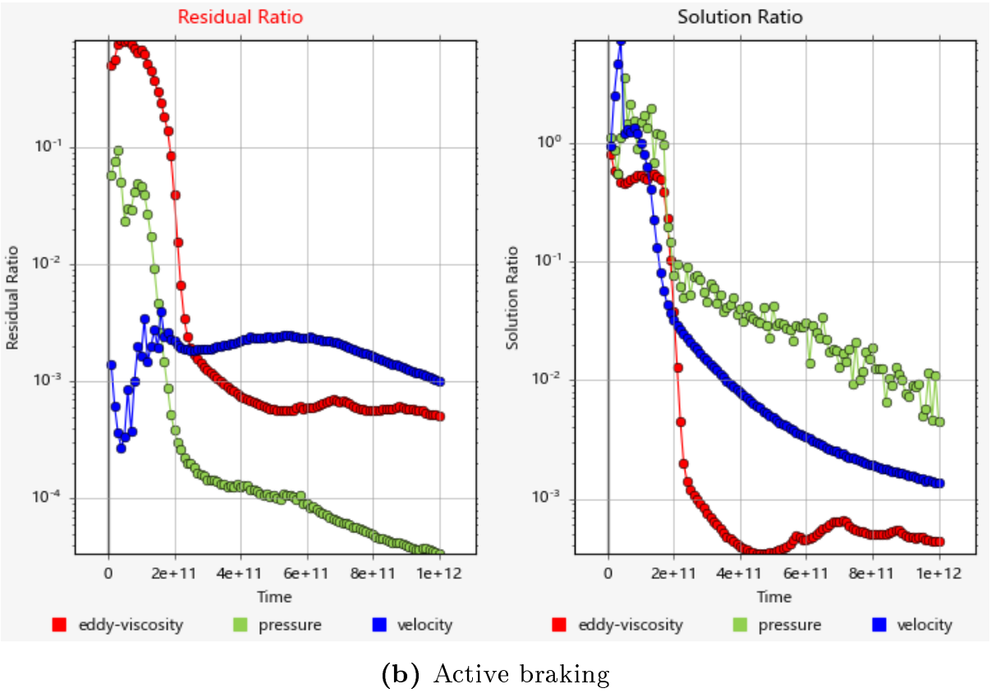 Residual Ratio
Solution Ratio
Residual Ratio
10^-1
10^-2
10^-3
10^-4
0 2e+11 4e+11 6e+11 8e+11 1e+12
Time
eddy-viscosity pressure velocity
Solution Ratio
10^0
10^-1
10^-2
10^-3
0 2e+11 4e+11 6e+11 8e+11 1e+12
Time
eddy-viscosity pressure velocity
(b) Active braking